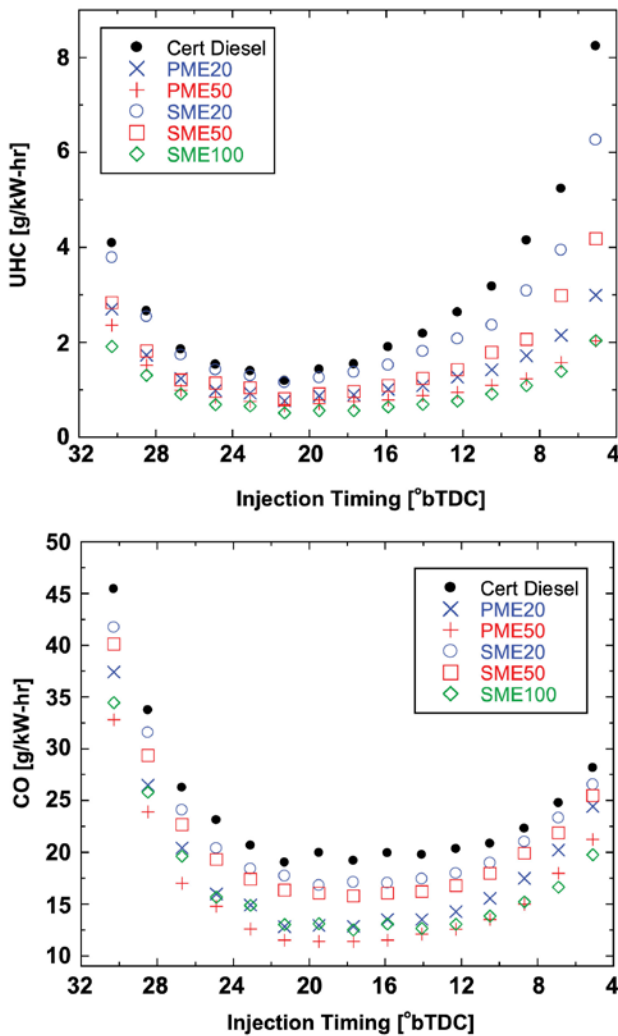 8
6
4
2
0
UHC [g/kW-hr]
Cert Diesel
PME20
PME50
SME20
SME50
SME100
32 28 24 20 16 12 8 4
Injection Timing [°bTDC]
50
45
40
35
30
25
20
15
10
CO [g/kW-hr]
Cert Diesel
PME20
PME50
SME20
SME50
SME100
32 28 24 20 16 12 8 4
Injection Timing [°bTDC]